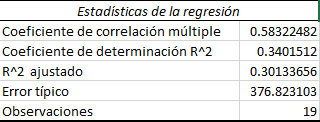 Estadísticas de la regresión
Coeficiente de correlación múltiple 0.58322482
Coeficiente de determinación R^2 0.3401512
R^2 ajustado 0.30133656
Error típico 376.823103
Observaciones 19